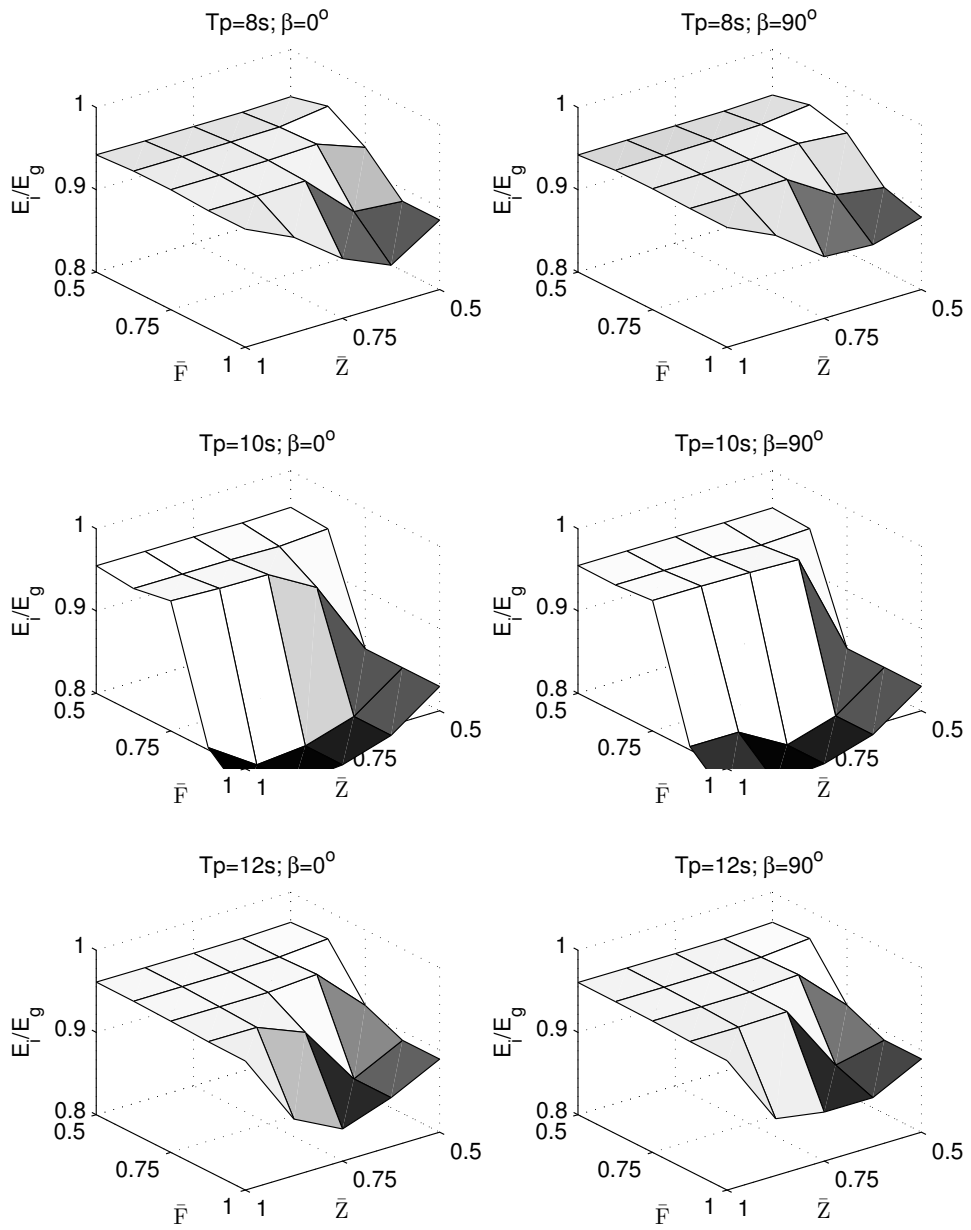 Tp=8s; β=0°
1
0.9
0.8
E_i/E_g
0.5
0.75
1
F̄
1
0.75
0.5
Z̄
Tp=8s; β=90°
1
0.9
0.8
E_i/E_g
0.5
0.75
1
F̄
1
0.75
0.5
Z̄
Tp=10s; β=0°
1
0.9
0.8
E_i/E_g
0.5
0.75
1
F̄
1
0.75
0.5
Z̄
Tp=10s; β=90°
1
0.9
0.8
E_i/E_g
0.5
0.75
1
F̄
1
0.75
0.5
Z̄
Tp=12s; β=0°
1
0.9
0.8
E_i/E_g
0.5
0.75
1
F̄
1
0.75
0.5
Z̄
Tp=12s; β=90°
1
0.9
0.8
E_i/E_g
0.5
0.75
1
F̄
1
0.75
0.5
Z̄